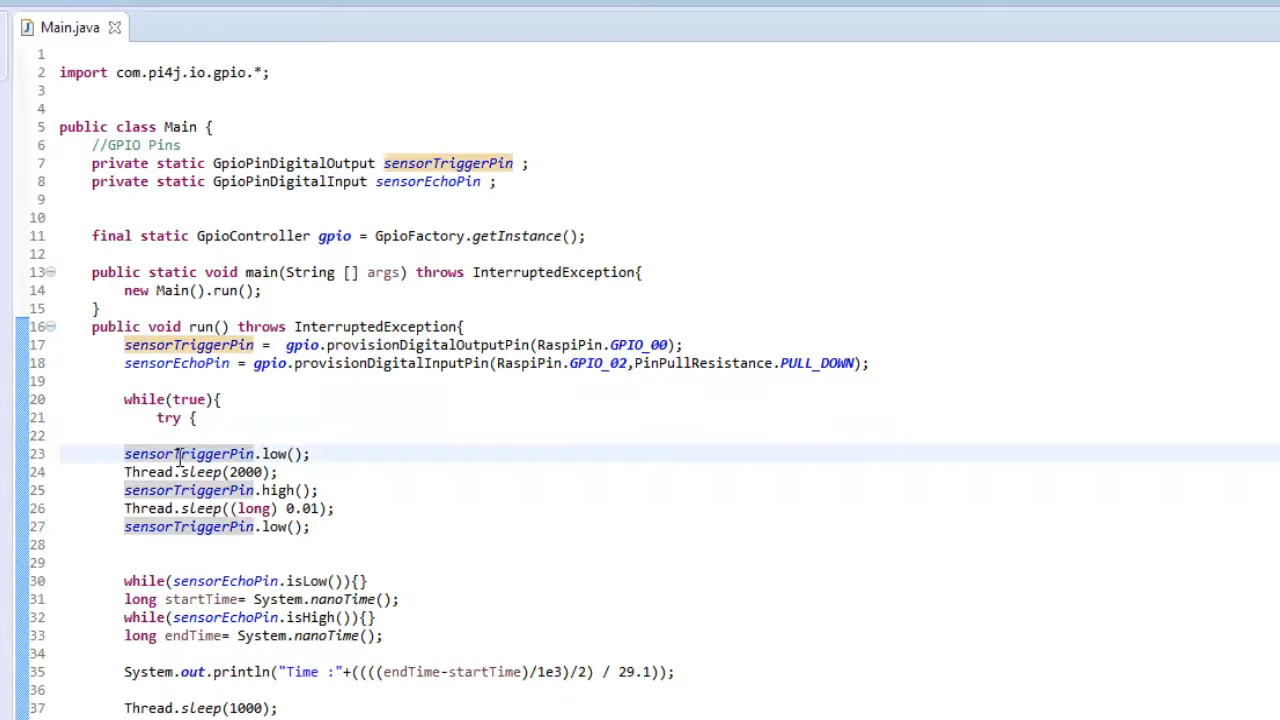 Main.java
1
2 import com.pi4j.io.gpio.*;
3
4
5 public class Main {
6 //GPIO Pins
7 private static GpioPinDigitalOutput sensorTriggerPin ;
8 private static GpioPinDigitalInput sensorEchoPin ;
9
10
11 final static GpioController gpio = GpioFactory.getInstance();
12
13 public static void main(String [] args) throws InterruptedException{
14 new Main().run();
15 }
16 public void run() throws InterruptedException{
17 sensorTriggerPin =  gpio.provisionDigitalOutputPin(RaspiPin.GPIO_00);
18 sensorEchoPin = gpio.provisionDigitalInputPin(RaspiPin.GPIO_02,PinPullResistance.PULL_DOWN);
19
20 while(true){
21 try {
22
23 sensorTriggerPin.low();
24 Thread.sleep(2000);
25 sensorTriggerPin.high();
26 Thread.sleep((long) 0.01);
27 sensorTriggerPin.low();
28
29
30 while(sensorEchoPin.isLow()){}
31 long startTime= System.nanoTime();
32 while(sensorEchoPin.isHigh()){}
33 long endTime= System.nanoTime();
34
35 System.out.println("Time :"+((((endTime-startTime)/1e3)/2) / 29.1));
36
37 Thread.sleep(1000);